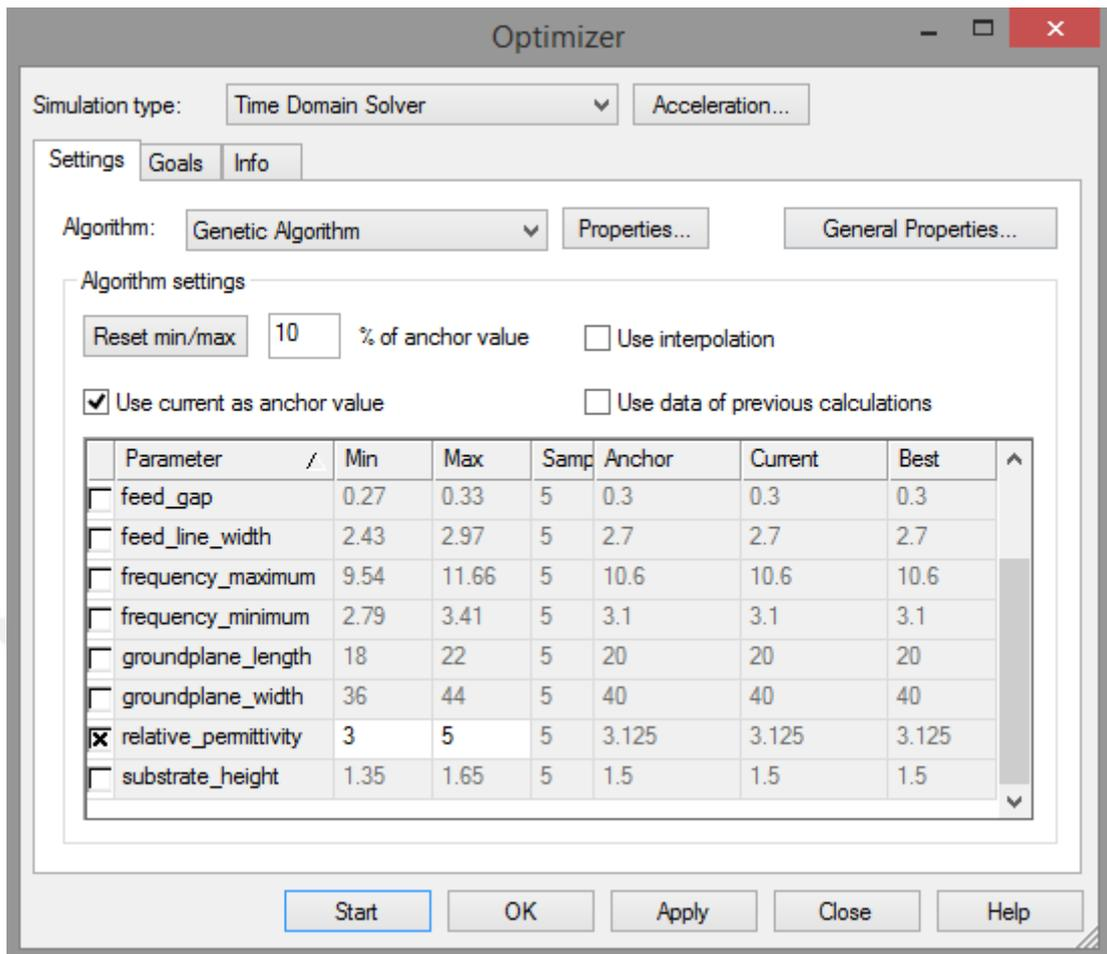 Optimizer
Simulation type: Time Domain Solver Acceleration...
Settings Goals Info
Algorithm: Genetic Algorithm Properties... General Properties...
Algorithm settings
Reset min/max 10 % of anchor value Use interpolation
Use current as anchor value Use data of previous calculations
Parameter / Min Max Samp Anchor Current Best
feed_gap 0.27 0.33 5 0.3 0.3 0.3
feed_line_width 2.43 2.97 5 2.7 2.7 2.7
frequency_maximum 9.54 11.66 5 10.6 10.6 10.6
frequency_minimum 2.79 3.41 5 3.1 3.1 3.1
groundplane_length 18 22 5 20 20 20
groundplane_width 36 44 5 40 40 40
relative_permittivity 3 5 5 3.125 3.125 3.125
substrate_height 1.35 1.65 5 1.5 1.5 1.5
Start OK Apply Close Help